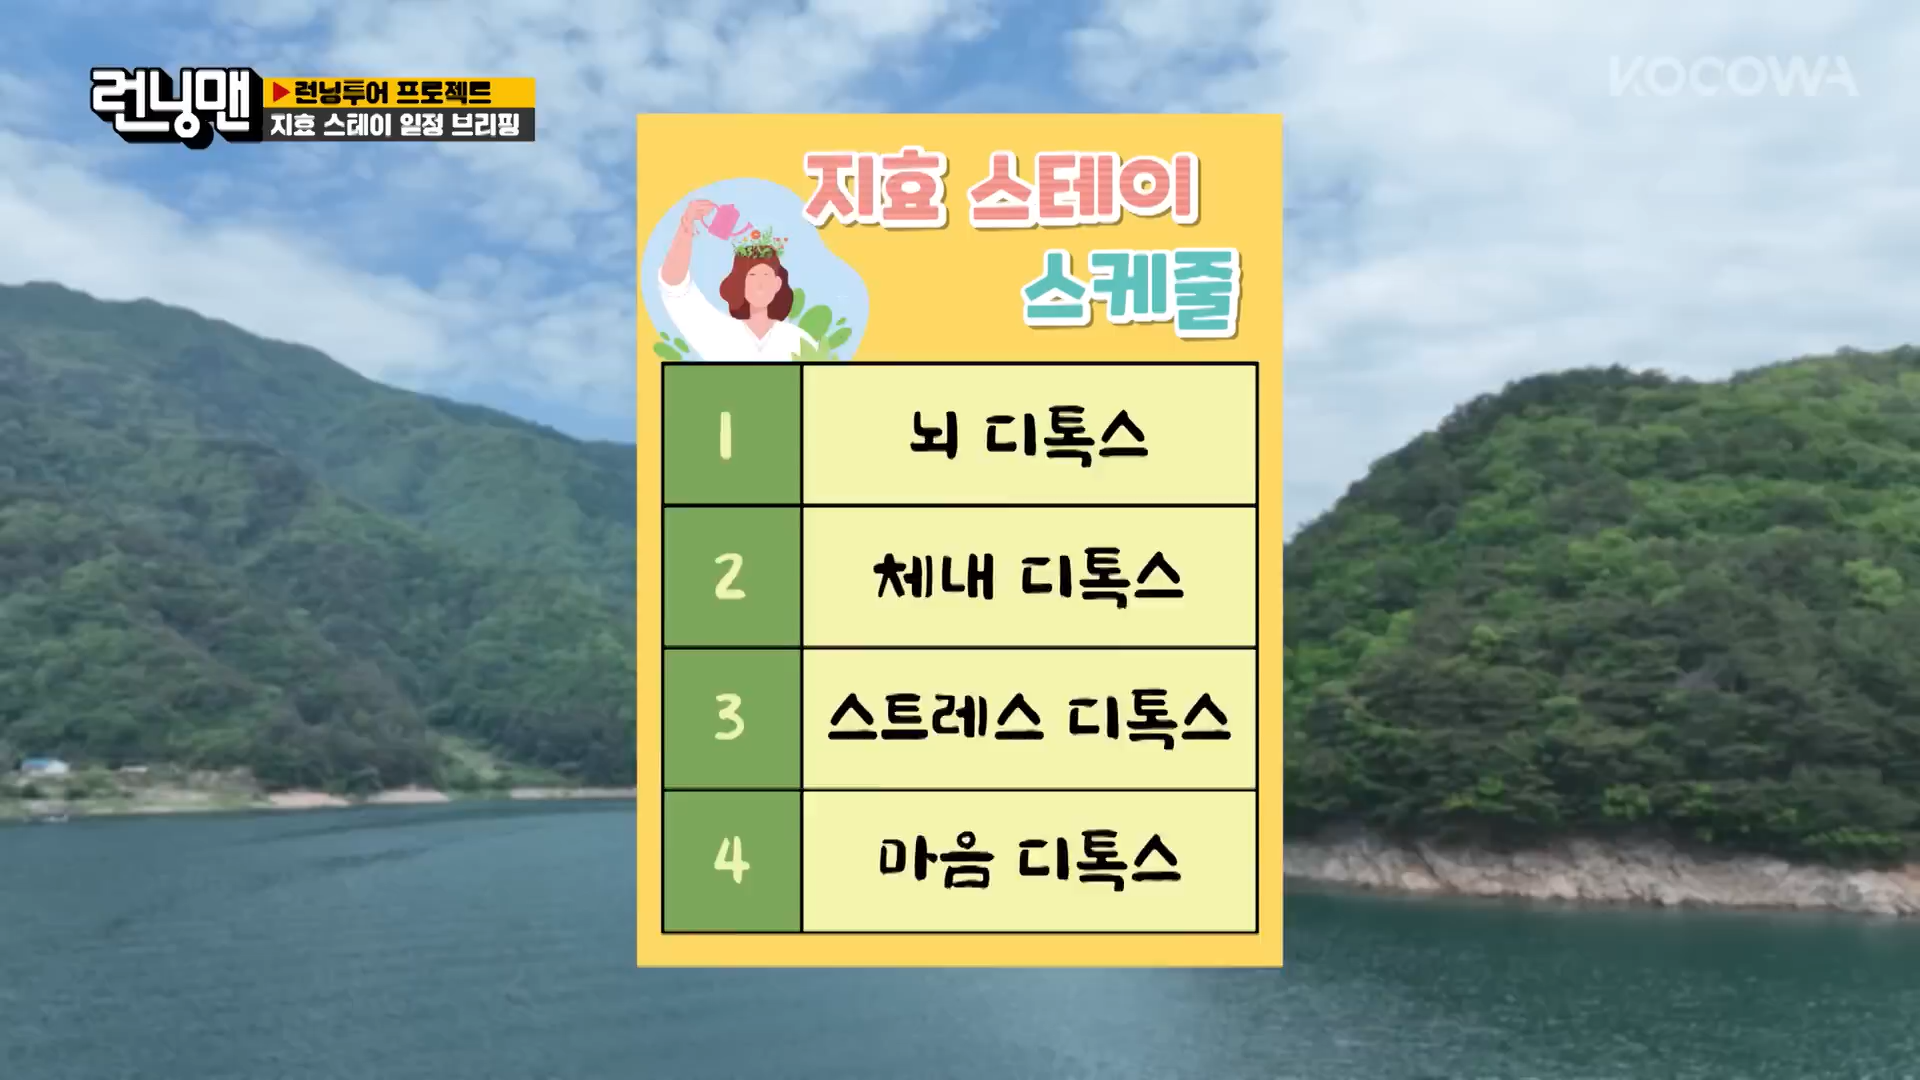 런닝맨
런닝투어 프로젝트
지효 스테이 일정 브리핑
KOCOWA
지효 스테이
스케줄
1 뇌 디톡스
2 체내 디톡스
3 스트레스 디톡스
4 마음 디톡스